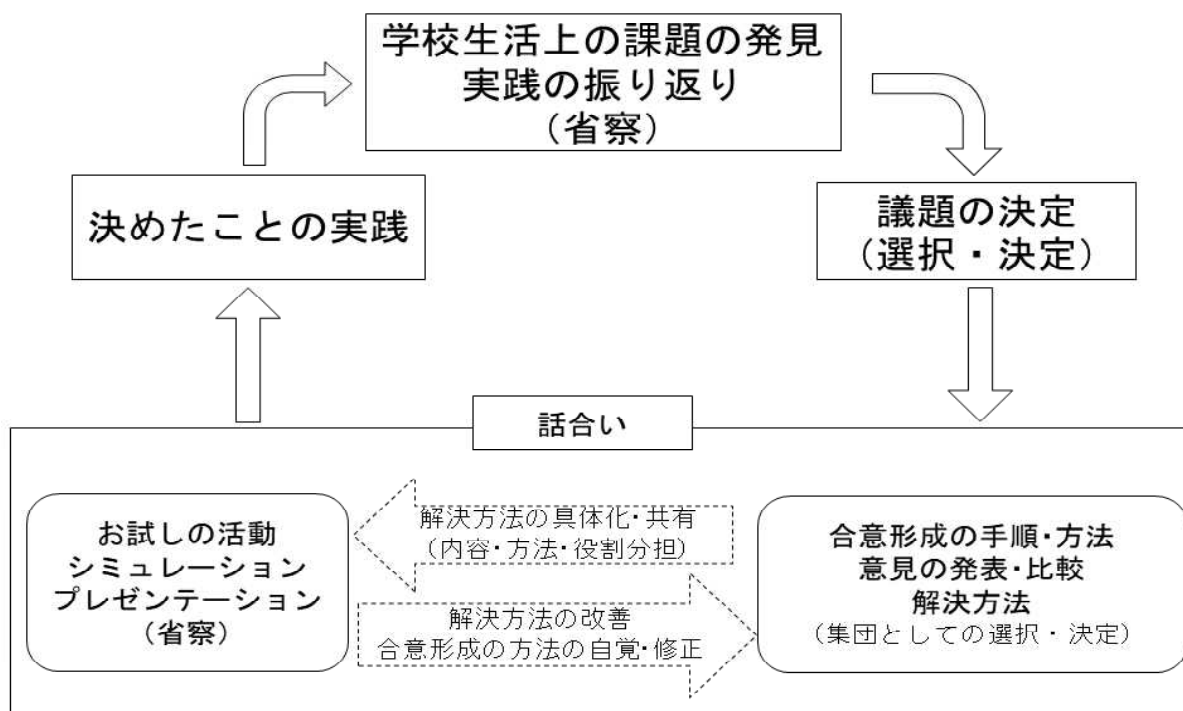 学校生活上の課題の発見
実践の振り返り
（省察）
決めたことの実践
議題の決定
（選択・決定）
話合い
お試しの活動
シミュレーション
プレゼンテーション
（省察）
解決方法の具体化・共有
（内容・方法・役割分担）
解決方法の改善
合意形成の方法の自覚・修正
合意形成の手順・方法
意見の発表・比較
解決方法
（集団としての選択・決定）